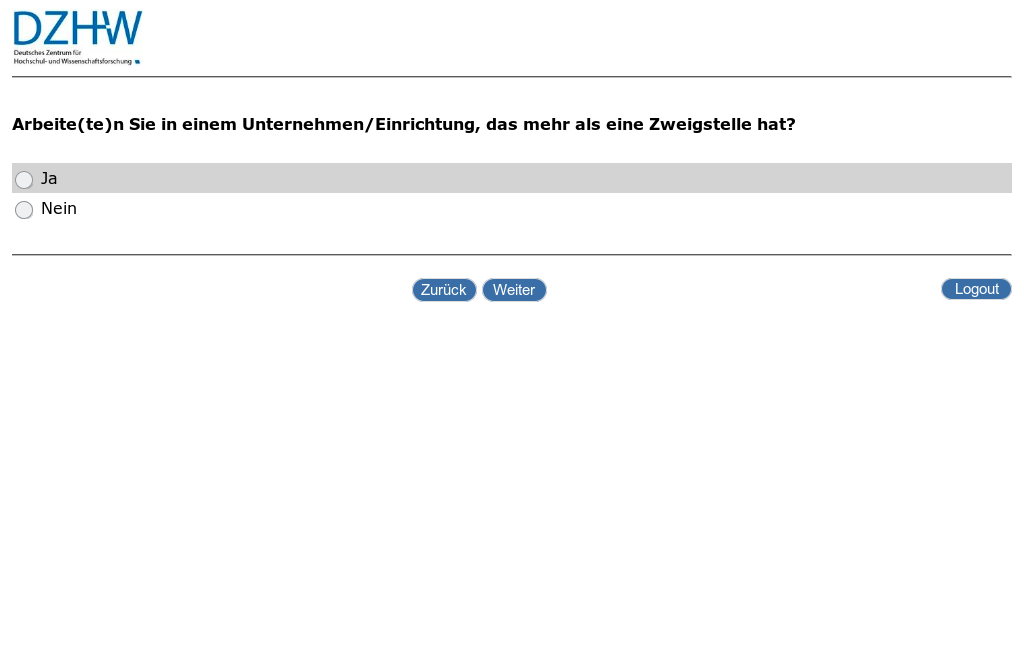 DZHW
Deutsches Zentrum für
Hochschul- und Wissenschaftsforschung
Arbeite(te)n Sie in einem Unternehmen/Einrichtung, das mehr als eine Zweigstelle hat?
Ja
Nein
Zurück Weiter Logout